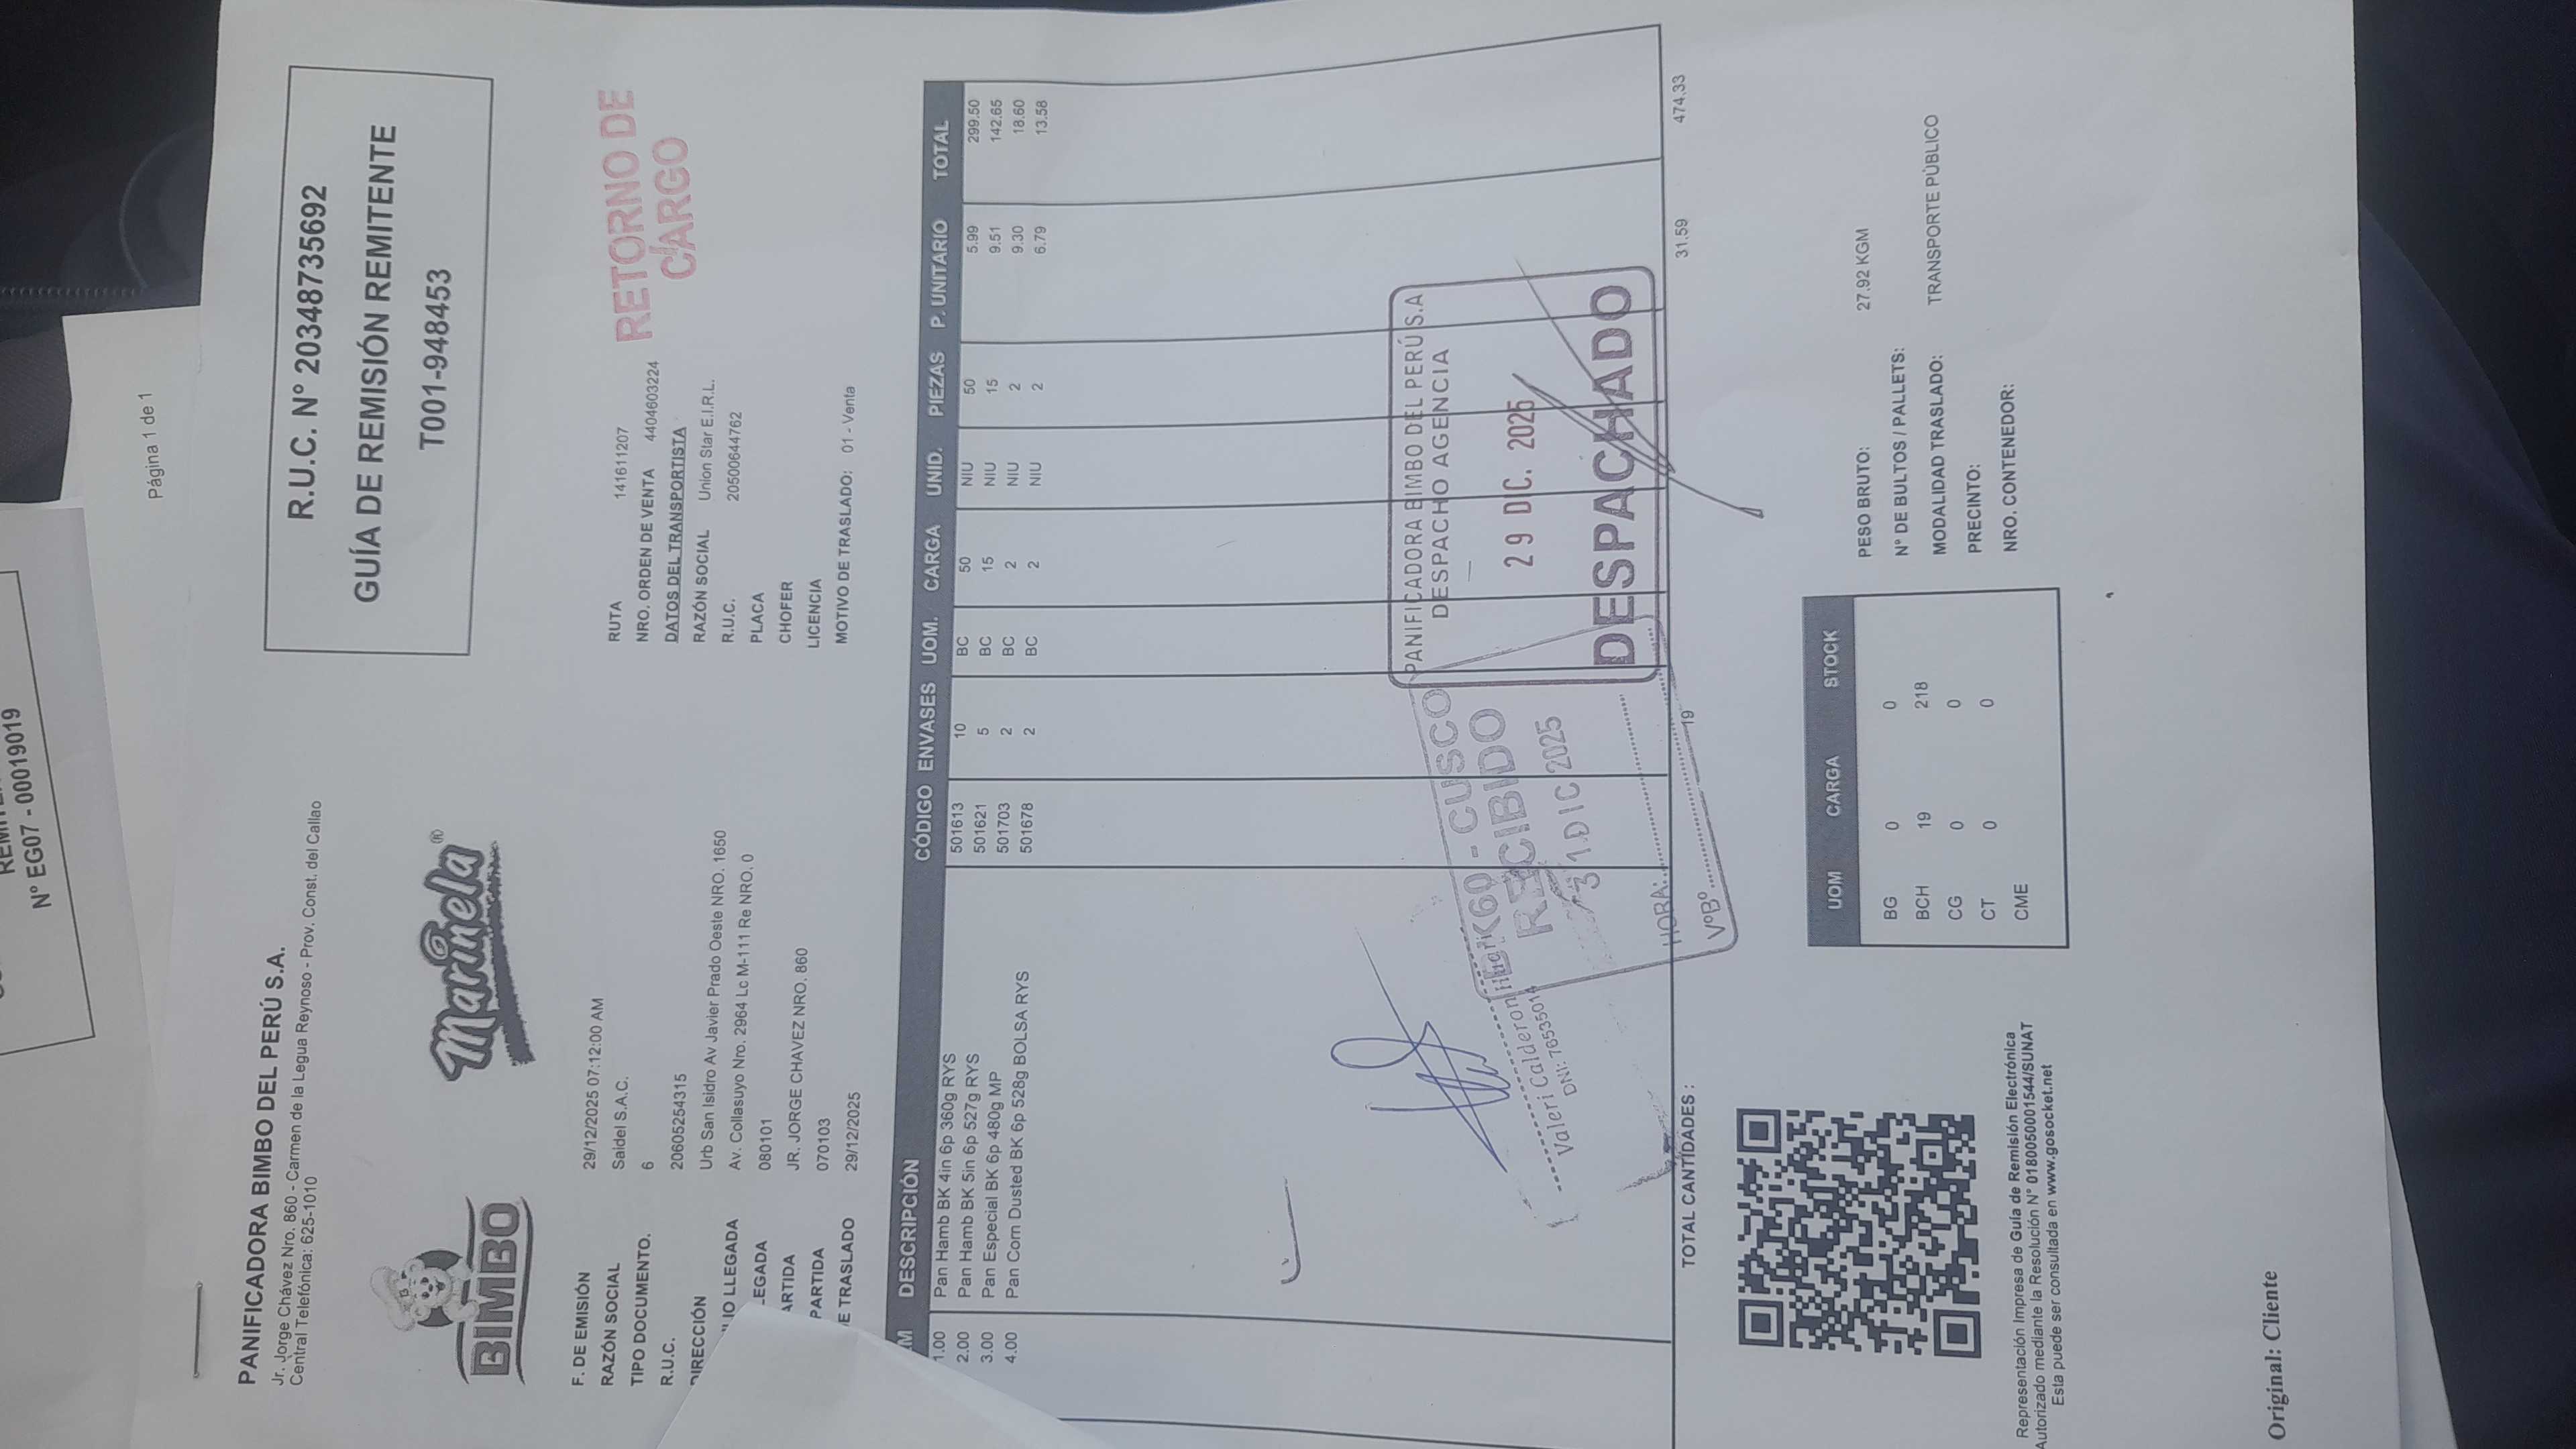 N° EG07 - 00019019
Página 1 de 1
PANIFICADORA BIMBO DEL PERÚ S.A.
Jr. Jorge Chávez Nro. 860 - Carmen de la Legua Reynoso - Prov. Const. del Callao
Central Telefónica: 625-1010
R.U.C. N° 20348735692
GUÍA DE REMISIÓN REMITENTE
T001-948453
BIMBO
Marinela®
F. DE EMISIÓN 29/12/2025 07:12:00 AM
RAZÓN SOCIAL Saldel S.A.C.
TIPO DOCUMENTO. 6
R.U.C. 20605254315
DIRECCIÓN Urb San Isidro Av Javier Prado Oeste NRO. 1650
LIO LLEGADA Av. Collasuyo Nro. 2964 Lc M-111 Re NRO. 0
LEGADA 080101
ARTIDA JR. JORGE CHAVEZ NRO. 860
PARTIDA 070103
E TRASLADO 29/12/2025
RUTA 141611207
NRO. ORDEN DE VENTA 4404603224
DATOS DEL TRANSPORTISTA
RAZÓN SOCIAL Union Star E.I.R.L.
R.U.C. 20500644762
PLACA
CHOFER
LICENCIA
MOTIVO DE TRASLADO: 01 - Venta
RETORNO DE
CARGO
M DESCRIPCIÓN CÓDIGO ENVASES UOM. CARGA UNID. PIEZAS P. UNITARIO TOTAL
1.00 Pan Hamb BK 4in 6p 360g RYS 501613 10 BC 50 NIU 50 5.99 299.50
2.00 Pan Hamb BK 5in 6p 527g RYS 501621 5 BC 15 NIU 15 9.51 142.65
3.00 Pan Especial BK 6p 480g MP 501703 2 BC 2 NIU 2 9.30 18.60
4.00 Pan Corn Dusted BK 6p 528g BOLSA RYS 501678 2 BC 2 NIU 2 6.79 13.58
PANIFICADORA BIMBO DEL PERÚ S.A
DESPACHO AGENCIA
29 DIC. 2025
DESPACHADO
BK60 - CUSCO
RECIBIDO
31 DIC 2025
HORA:
V°B°
Valeri Calderon
DNI: 76535014
TOTAL CANTIDADES : 19 31.59 474.33
UOM CARGA STOCK
BG 0 0
BCH 19 218
CG 0 0
CT 0 0
CME
PESO BRUTO: 27.92 KGM
N° DE BULTOS / PALLETS:
MODALIDAD TRASLADO: TRANSPORTE PÚBLICO
PRECINTO:
NRO. CONTENEDOR:
Representación Impresa de Guía de Remisión Electrónica
Autorizado mediante la Resolución N° 0180050001544/SUNAT
Esta puede ser consultada en www.gosocket.net
Original: Cliente